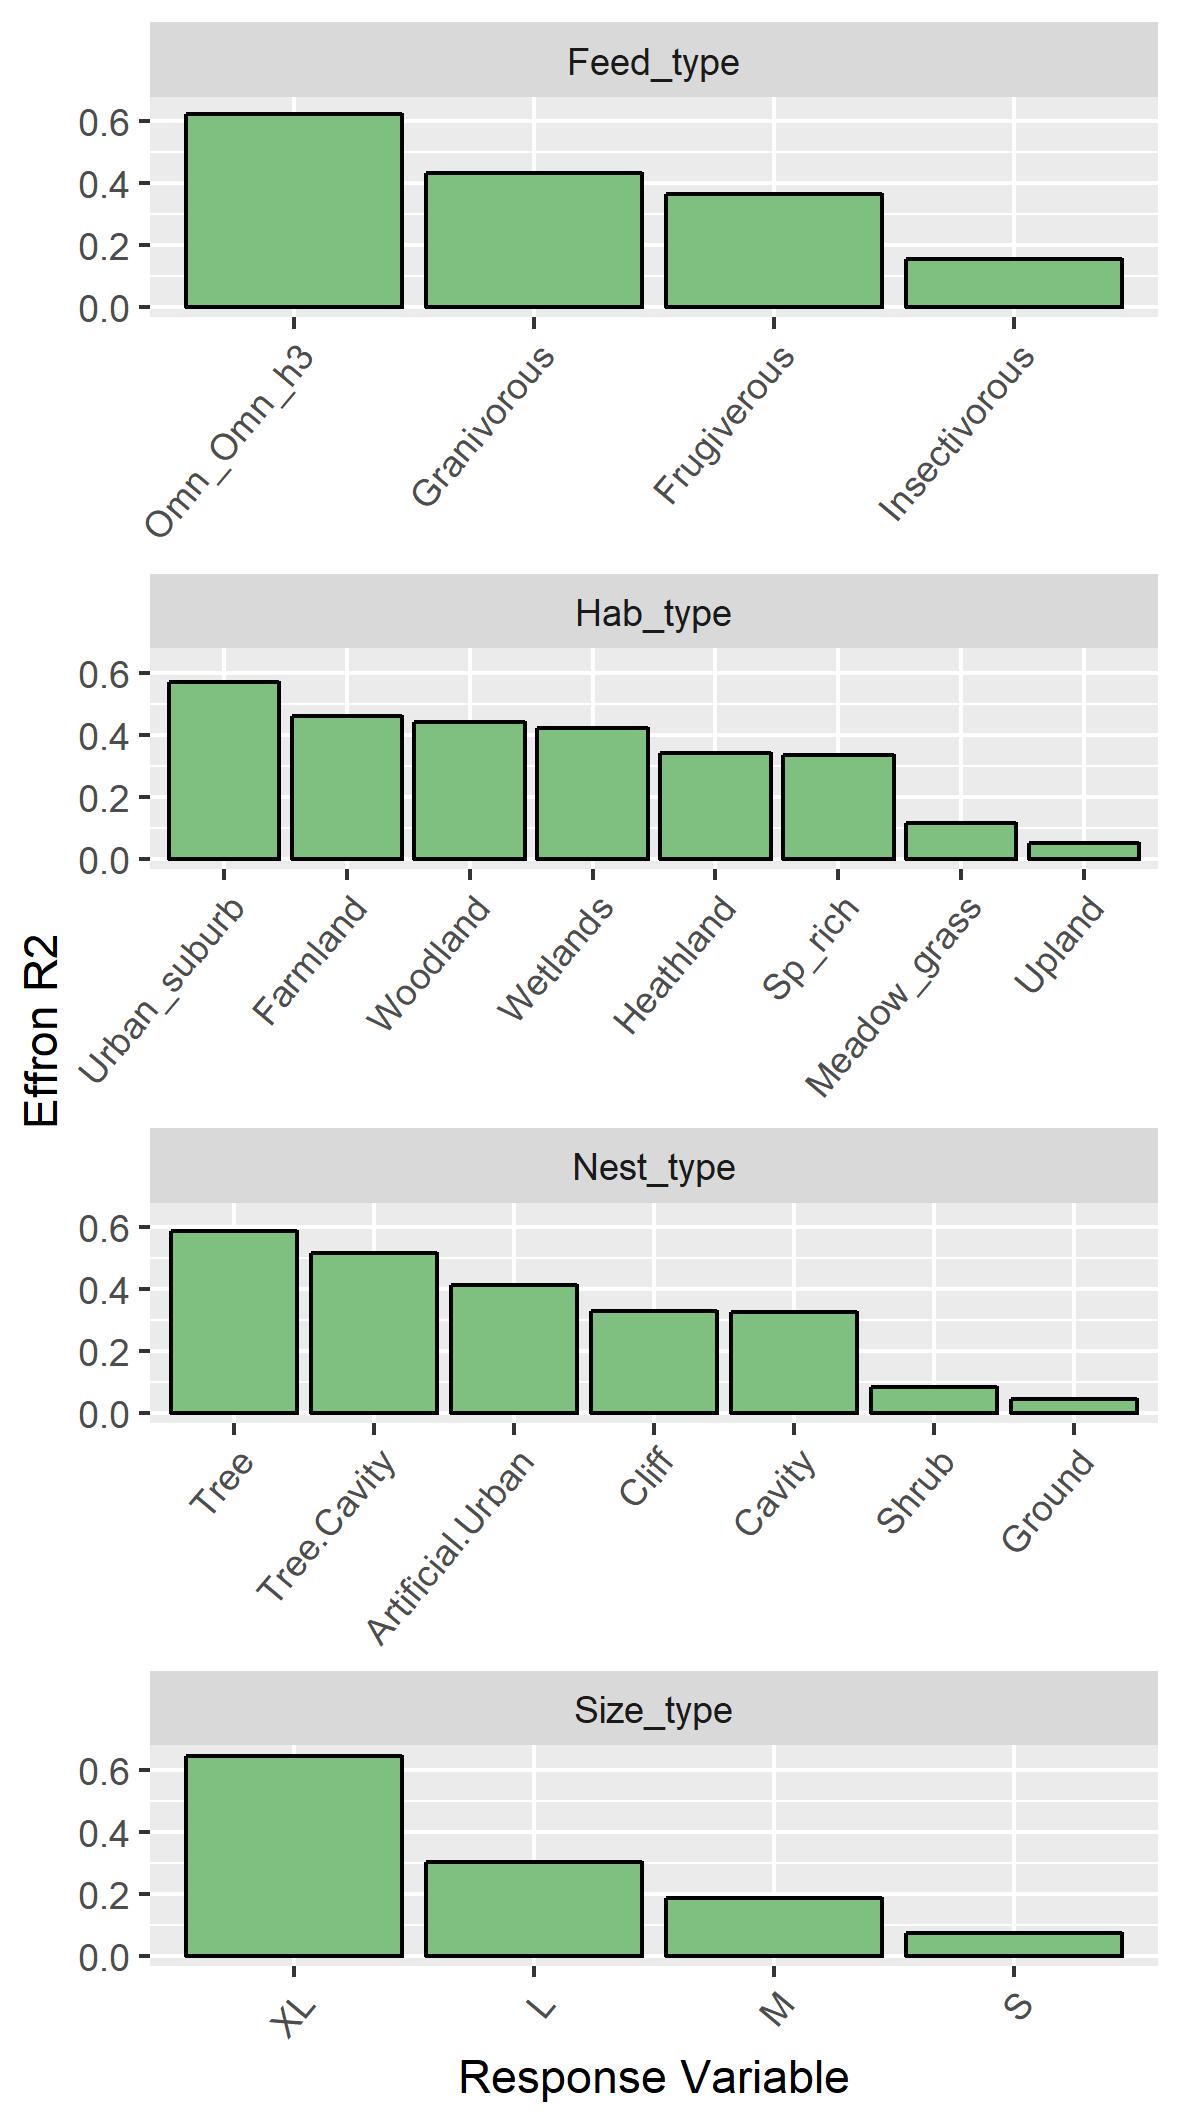 Feed_type
0.6
0.4
0.2
0.0
Omn_Omn_h3
Granivorous
Frugiverous
Insectivorous
Hab_type
0.6
0.4
0.2
0.0
Urban_suburb
Farmland
Woodland
Wetlands
Heathland
Sp_rich
Meadow_grass
Upland
Effron R2
Nest_type
0.6
0.4
0.2
0.0
Tree
Tree.Cavity
Artificial.Urban
Cliff
Cavity
Shrub
Ground
Size_type
0.6
0.4
0.2
0.0
XL
L
M
S
Response Variable